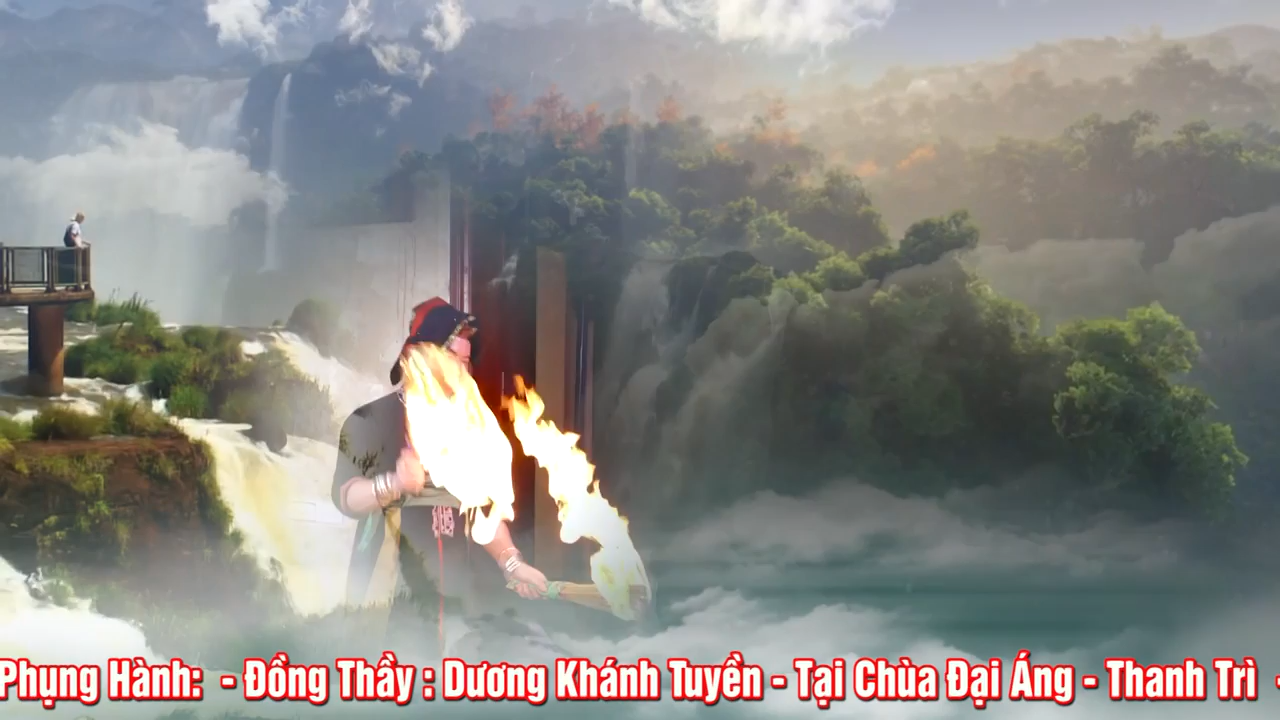 Phụng Hành: - Đồng Thầy : Dương Khánh Tuyền - Tại Chùa Đại Áng - Thanh Trì -